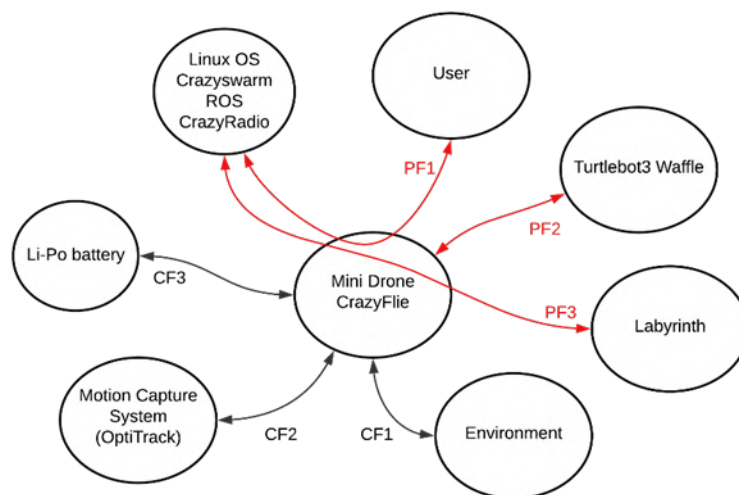 Linux OS
Crazyswarm
ROS
CrazyRadio
User
PF1
Turtlebot3 Waffle
PF2
Li-Po battery
CF3
Mini Drone
CrazyFlie
PF3
Labyrinth
Motion Capture
System
(OptiTrack)
CF2
CF1
Environment